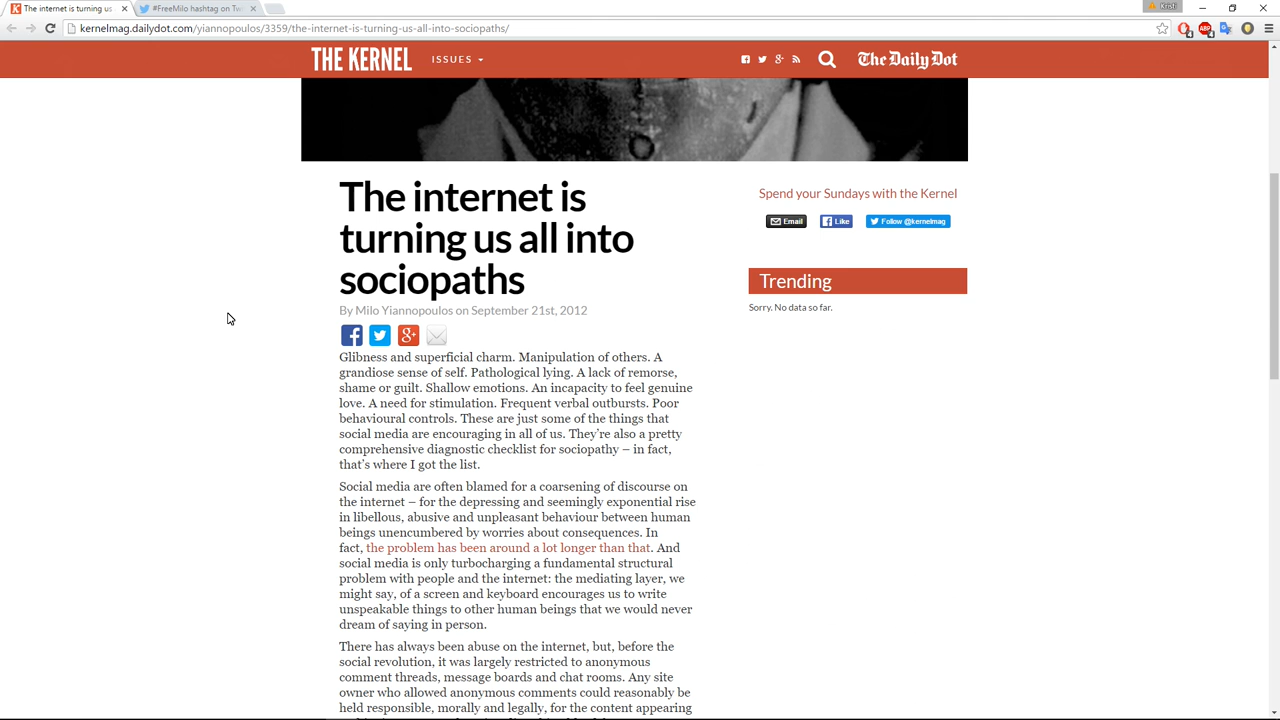 The internet is turning us
#FreeMilo hashtag on Tw
Kristi
kernelmag.dailydot.com/yiannopoulos/3359/the-internet-is-turning-us-all-into-sociopaths/
THE KERNEL
ISSUES
The Daily Dot
The internet is
turning us all into
sociopaths
By Milo Yiannopoulos on September 21st, 2012
Glibness and superficial charm. Manipulation of others. A
grandiose sense of self. Pathological lying. A lack of remorse,
shame or guilt. Shallow emotions. An incapacity to feel genuine
love. A need for stimulation. Frequent verbal outbursts. Poor
behavioural controls. These are just some of the things that
social media are encouraging in all of us. They’re also a pretty
comprehensive diagnostic checklist for sociopathy – in fact,
that’s where I got the list.
Social media are often blamed for a coarsening of discourse on
the internet – for the depressing and seemingly exponential rise
in libellous, abusive and unpleasant behaviour between human
beings unencumbered by worries about consequences. In
fact, the problem has been around a lot longer than that. And
social media is only turbocharging a fundamental structural
problem with people and the internet: the mediating layer, we
might say, of a screen and keyboard encourages us to write
unspeakable things to other human beings that we would never
dream of saying in person.
There has always been abuse on the internet, but, before the
social revolution, it was largely restricted to anonymous
comment threads, message boards and chat rooms. Any site
owner who allowed anonymous comments could reasonably be
held responsible, morally and legally, for the content appearing
Spend your Sundays with the Kernel
Email
Like
Follow @kernelmag
Trending
Sorry. No data so far.